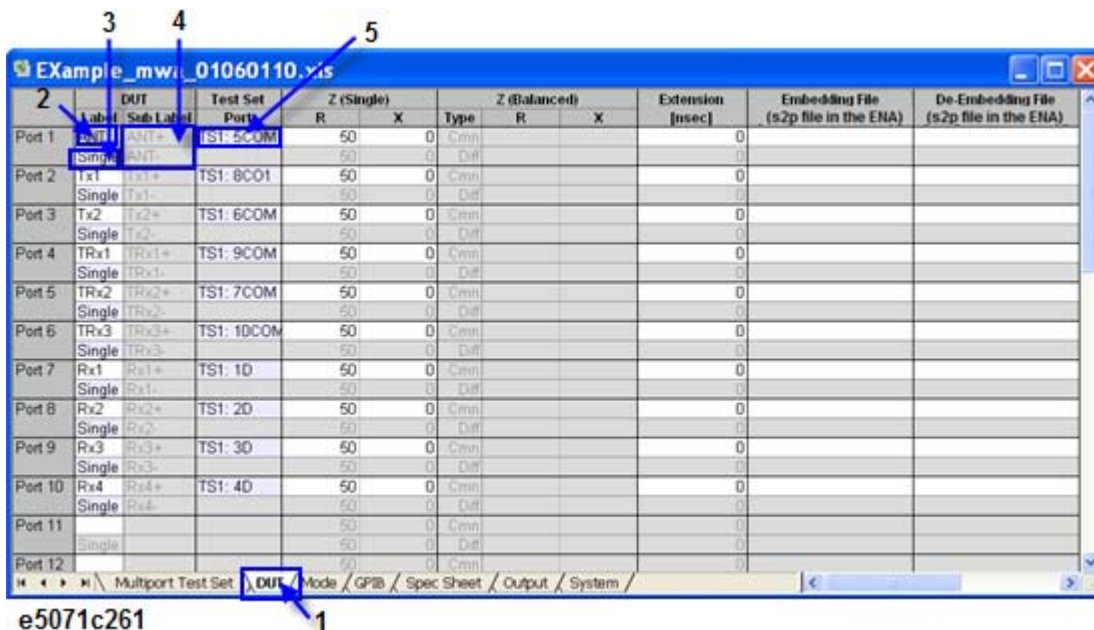 3 4 5
EXample_mwa_01060110.xls
2 DUT Test Set Z (Single) Z (Balanced) Extension Embedding File De-Embedding File
Label Sub Label Port R X Type R X [nsec] (s2p file in the ENA) (s2p file in the ENA)
Port 1 ANT ANT+ TS1: 5COM 50 0 Cmn 0
Single ANT- 50 0 Diff 0
Port 2 Tx1 Tx1+ TS1: 8CO1 50 0 Cmn 0
Single Tx1- 50 0 Diff 0
Port 3 Tx2 Tx2+ TS1: 6COM 50 0 Cmn 0
Single Tx2- 50 0 Diff 0
Port 4 TRx1 TRx1+ TS1: 9COM 50 0 Cmn 0
Single TRx1- 50 0 Diff 0
Port 5 TRx2 TRx2+ TS1: 7COM 50 0 Cmn 0
Single TRx2- 50 0 Diff 0
Port 6 TRx3 TRx3+ TS1: 10COM 50 0 Cmn 0
Single TRx3- 50 0 Diff 0
Port 7 Rx1 Rx1+ TS1: 1D 50 0 Cmn 0
Single Rx1- 50 0 Diff 0
Port 8 Rx2 Rx2+ TS1: 2D 50 0 Cmn 0
Single Rx2- 50 0 Diff 0
Port 9 Rx3 Rx3+ TS1: 3D 50 0 Cmn 0
Single Rx3- 50 0 Diff 0
Port 10 Rx4 Rx4+ TS1: 4D 50 0 Cmn 0
Single Rx4- 50 0 Diff 0
Port 11 50 0 Cmn 0
Single 50 0 Diff 0
Port 12 50 0 Cmn 0
Multiport Test Set DUT Mode GPIB Spec Sheet Output System
e5071c261 1